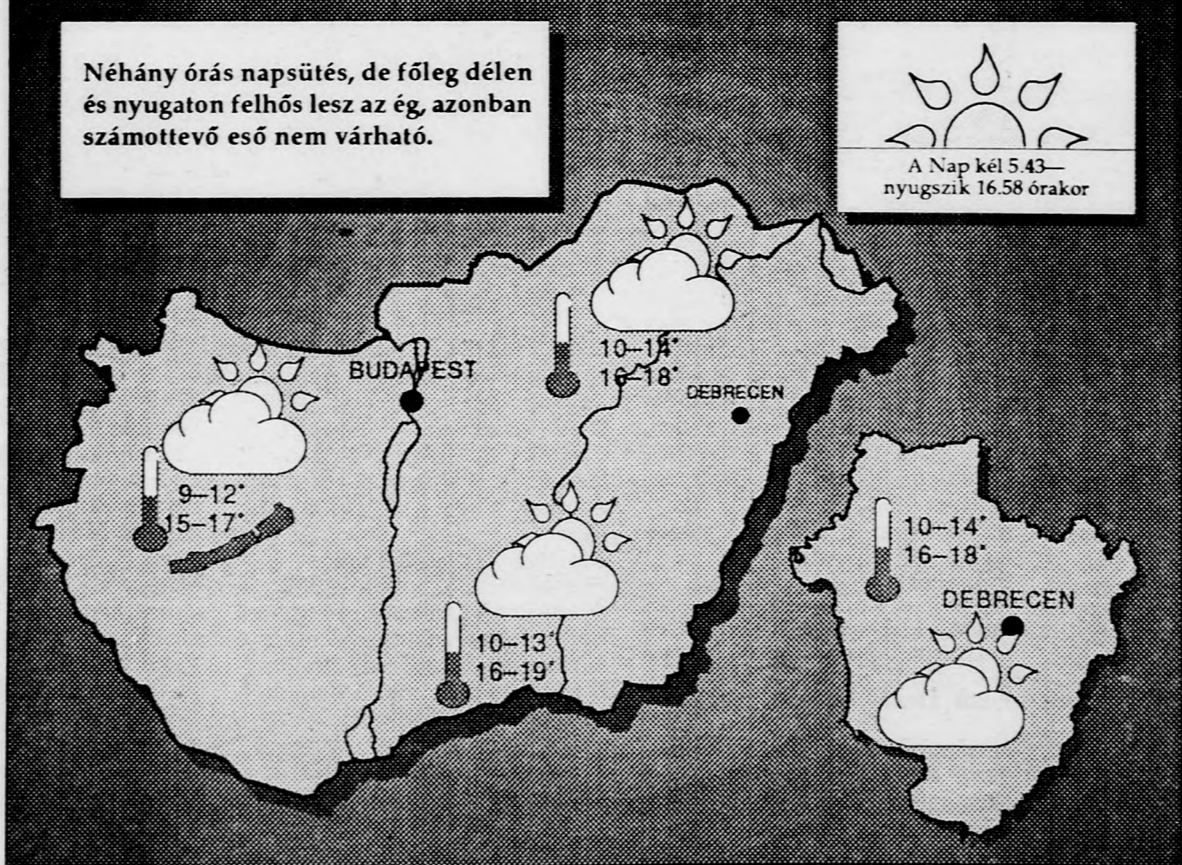 Néhány órás napsütés, de főleg délen
és nyugaton felhős lesz az ég, azonban
számottevő eső nem várható.
A Nap kél 5.43—
nyugszik 16.58 órakor
BUDAPEST
10–14°
16–18°
DEBRECEN
9–12°
15–17°
10–13°
16–19°
10–14°
16–18°
DEBRECEN